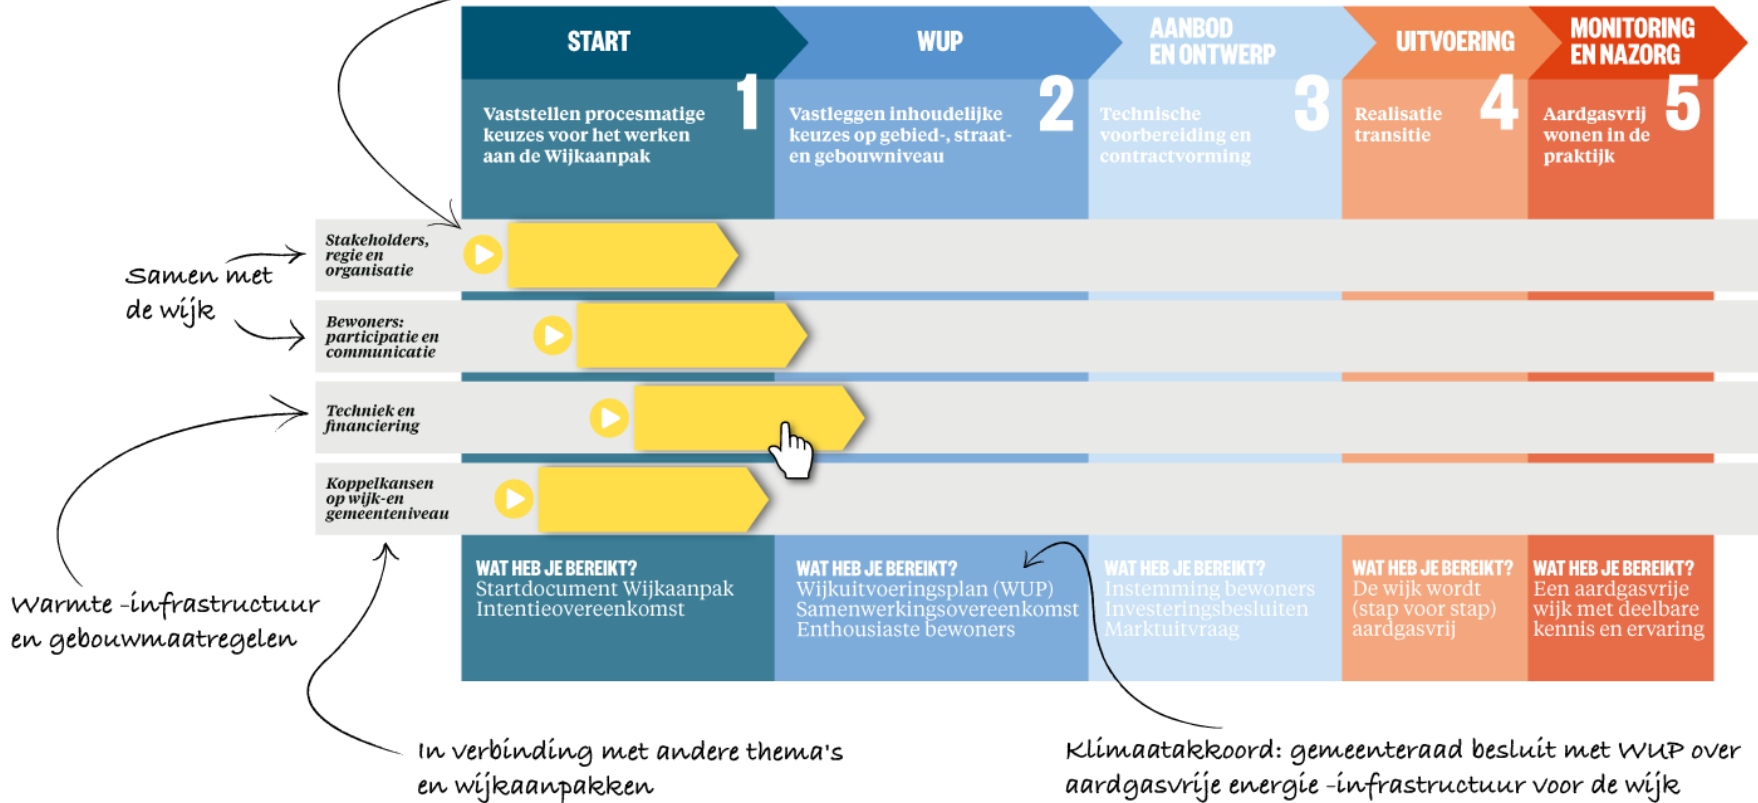 START
WUP
AANBOD
EN ONTWERP
UITVOERING
MONITORING
EN NAZORG
1
Vaststellen procesmatige
keuzes voor het werken
aan de Wijkaanpak
2
Vastleggen inhoudelijke
keuzes op gebied-, straat-
en gebouwniveau
3
Technische
voorbereiding en
contractvorming
4
Realisatie
transitie
5
Aardgasvrij
wonen in de
praktijk
Samen met
de wijk
Stakeholders,
regie en
organisatie
Bewoners:
participatie en
communicatie
Techniek en
financiering
Koppelkansen
op wijk-en
gemeenteniveau
Warmte -infrastructuur
en gebouwmaatregelen
WAT HEB JE BEREIKT?
Startdocument Wijkaanpak
Intentieovereenkomst
WAT HEB JE BEREIKT?
Wijkuitvoeringsplan (WUP)
Samenwerkingsovereenkomst
Enthousiaste bewoners
WAT HEB JE BEREIKT?
Instemming bewoners
Investeringsbesluiten
Marktuitvraag
WAT HEB JE BEREIKT?
De wijk wordt
(stap voor stap)
aardgasvrij
WAT HEB JE BEREIKT?
Een aardgasvrije
wijk met deelbare
kennis en ervaring
In verbinding met andere thema's
en wijkaanpakken
Klimaatakkoord: gemeenteraad besluit met WUP over
aardgasvrije energie -infrastructuur voor de wijk